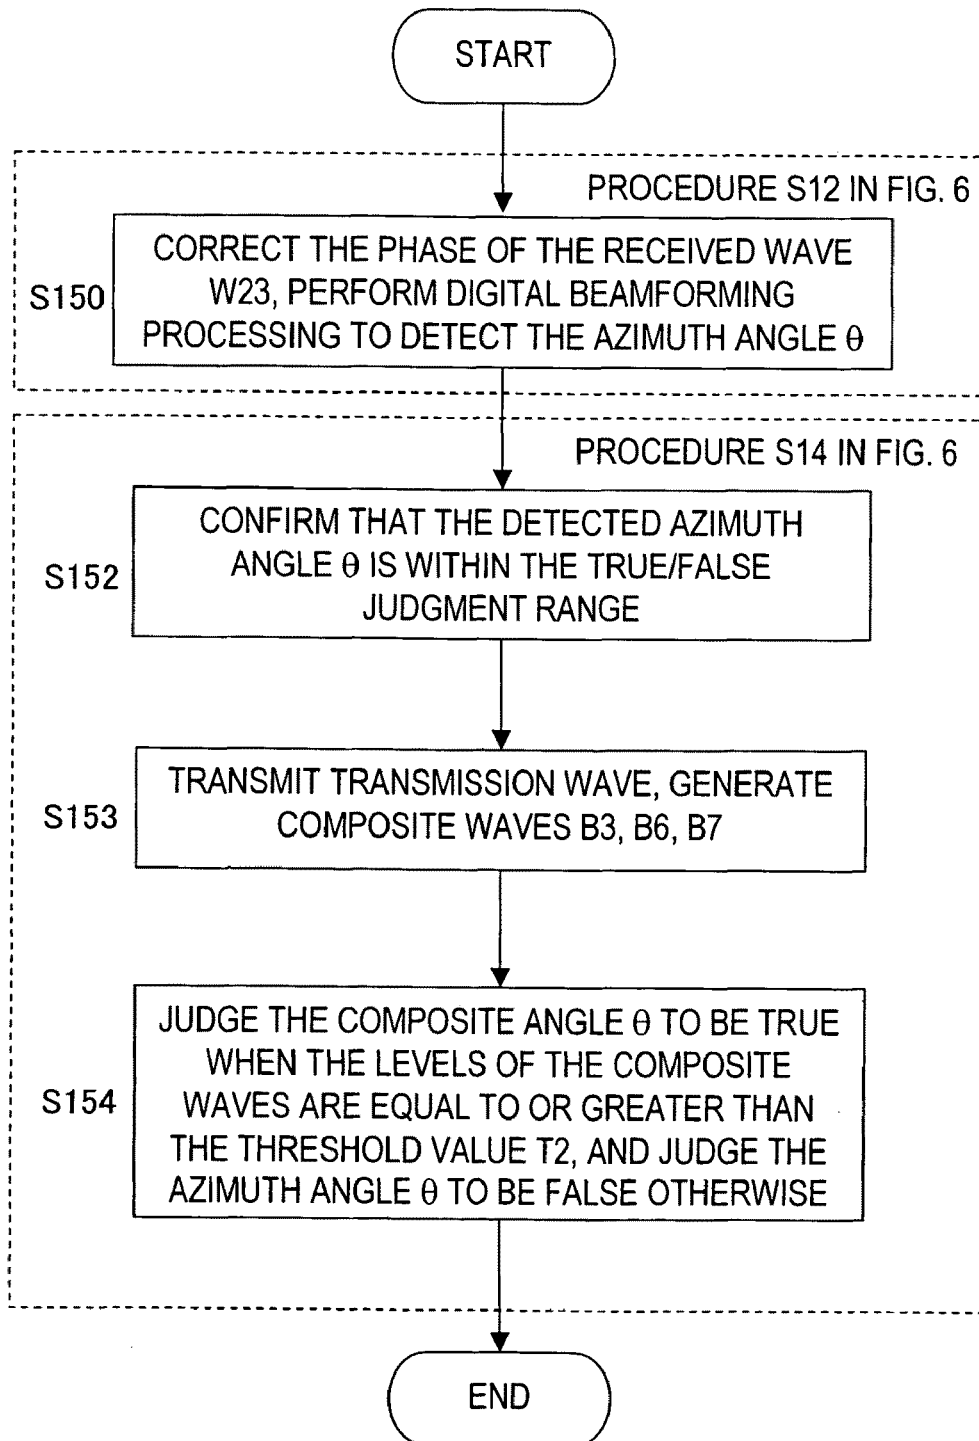 START
PROCEDURE S12 IN FIG. 6
S150
CORRECT THE PHASE OF THE RECEIVED WAVE
W23, PERFORM DIGITAL BEAMFORMING
PROCESSING TO DETECT THE AZIMUTH ANGLE θ
PROCEDURE S14 IN FIG. 6
S152
CONFIRM THAT THE DETECTED AZIMUTH
ANGLE θ IS WITHIN THE TRUE/FALSE
JUDGMENT RANGE
S153
TRANSMIT TRANSMISSION WAVE, GENERATE
COMPOSITE WAVES B3, B6, B7
S154
JUDGE THE COMPOSITE ANGLE θ TO BE TRUE
WHEN THE LEVELS OF THE COMPOSITE
WAVES ARE EQUAL TO OR GREATER THAN
THE THRESHOLD VALUE T2, AND JUDGE THE
AZIMUTH ANGLE θ TO BE FALSE OTHERWISE
END